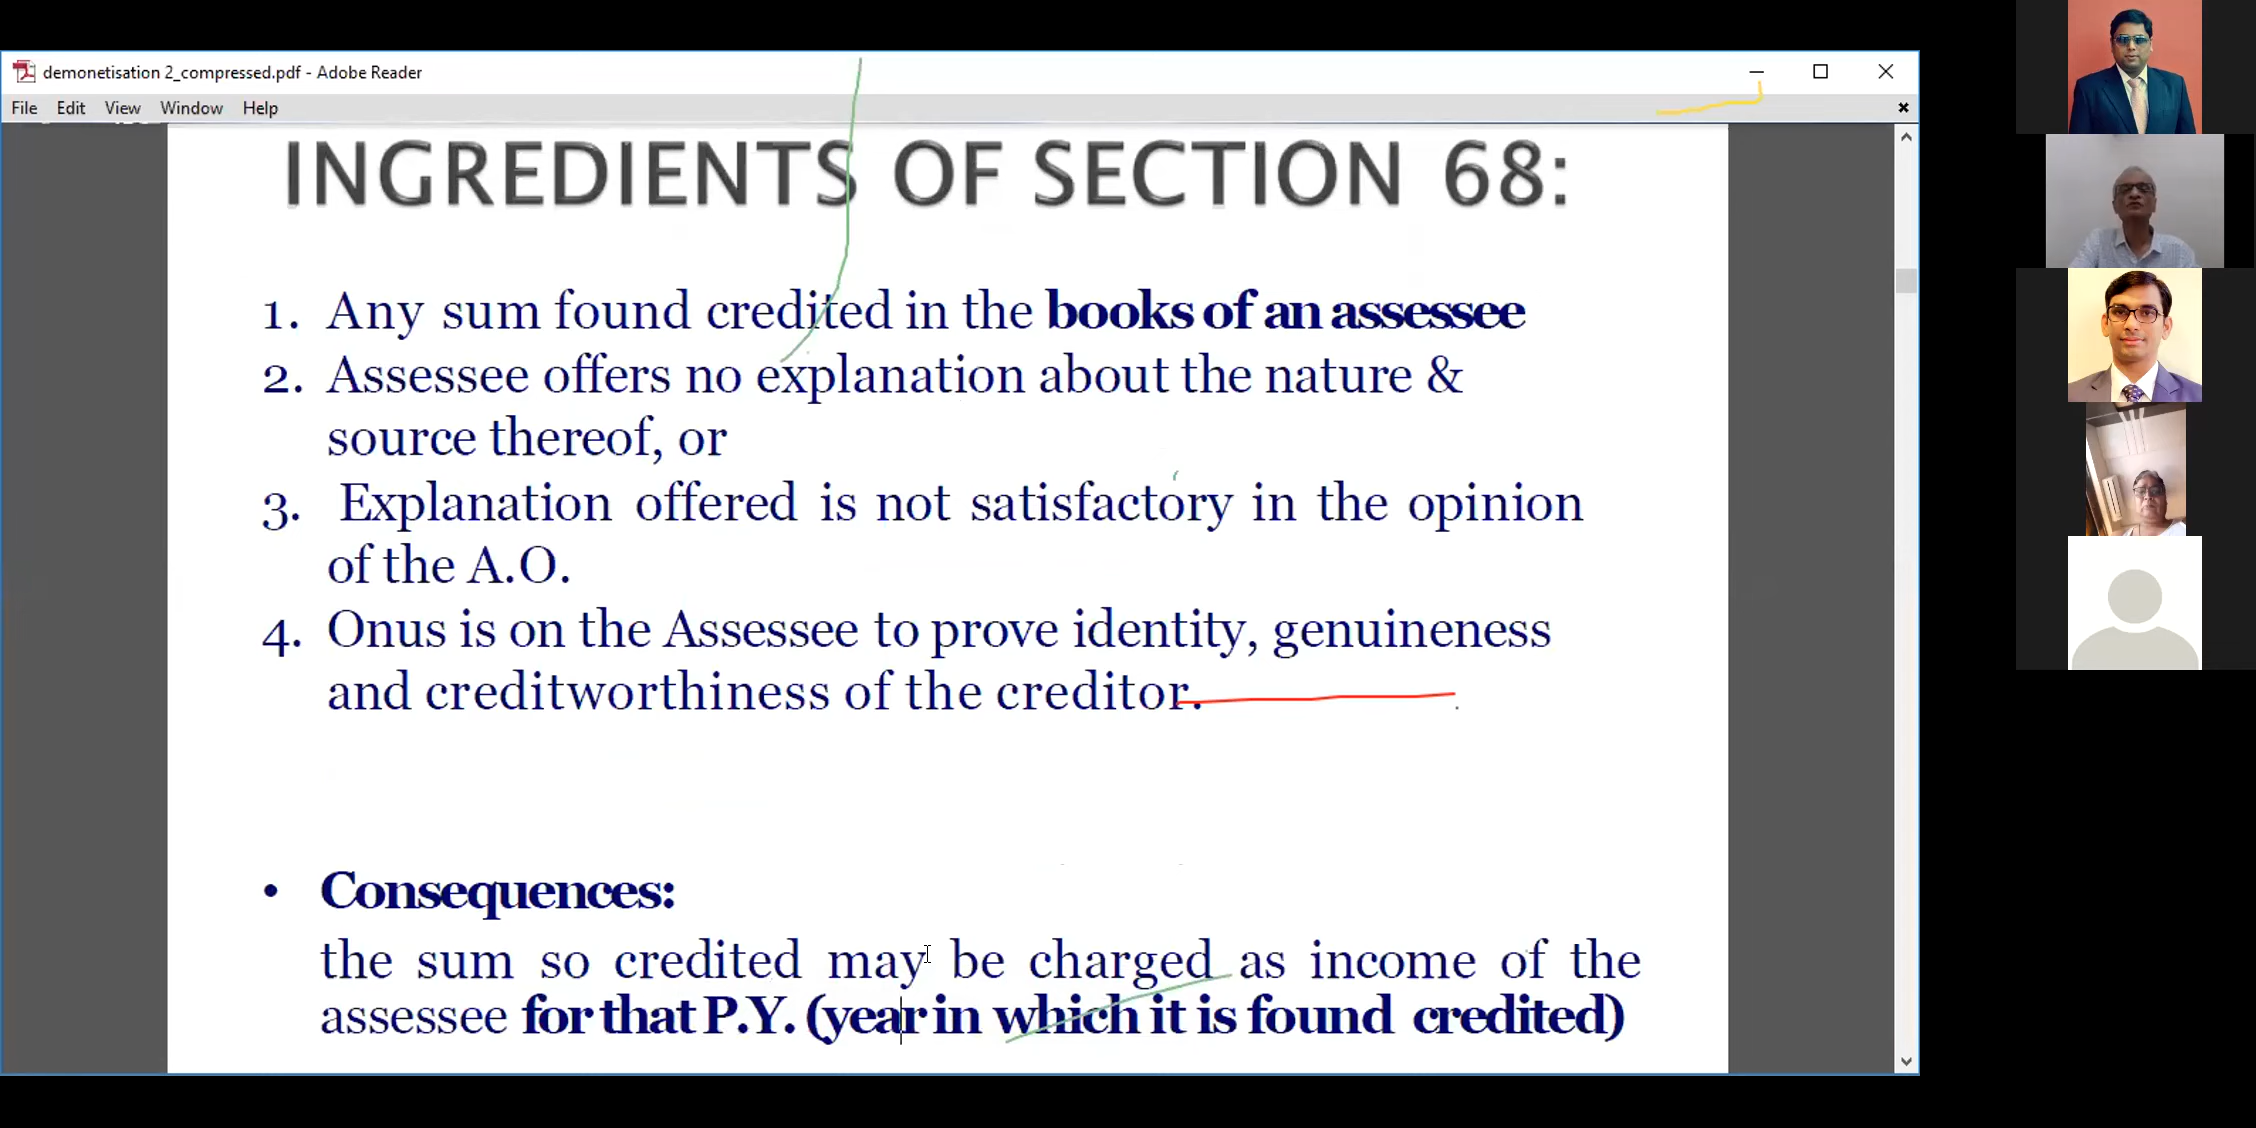 demonetisation 2_compressed.pdf - Adobe Reader
File Edit View Window Help
INGREDIENTS OF SECTION 68:
1. Any sum found credited in the books of an assessee
2. Assessee offers no explanation about the nature &
source thereof, or
3. Explanation offered is not satisfactory in the opinion
of the A.O.
4. Onus is on the Assessee to prove identity, genuineness
and creditworthiness of the creditor.
• Consequences:
the sum so credited may be charged as income of the
assessee for that P.Y. (year in which it is found credited)